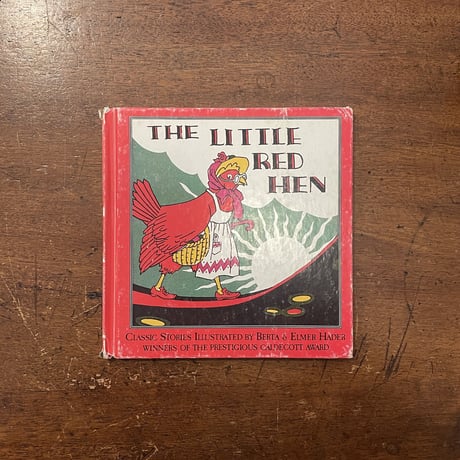 THE LITTLE
RED
HEN
CLASSIC STORIES ILLUSTRATED BY BERTA & ELMER HADER
WINNERS OF THE PRESTIGIOUS CALDECOTT AWARD